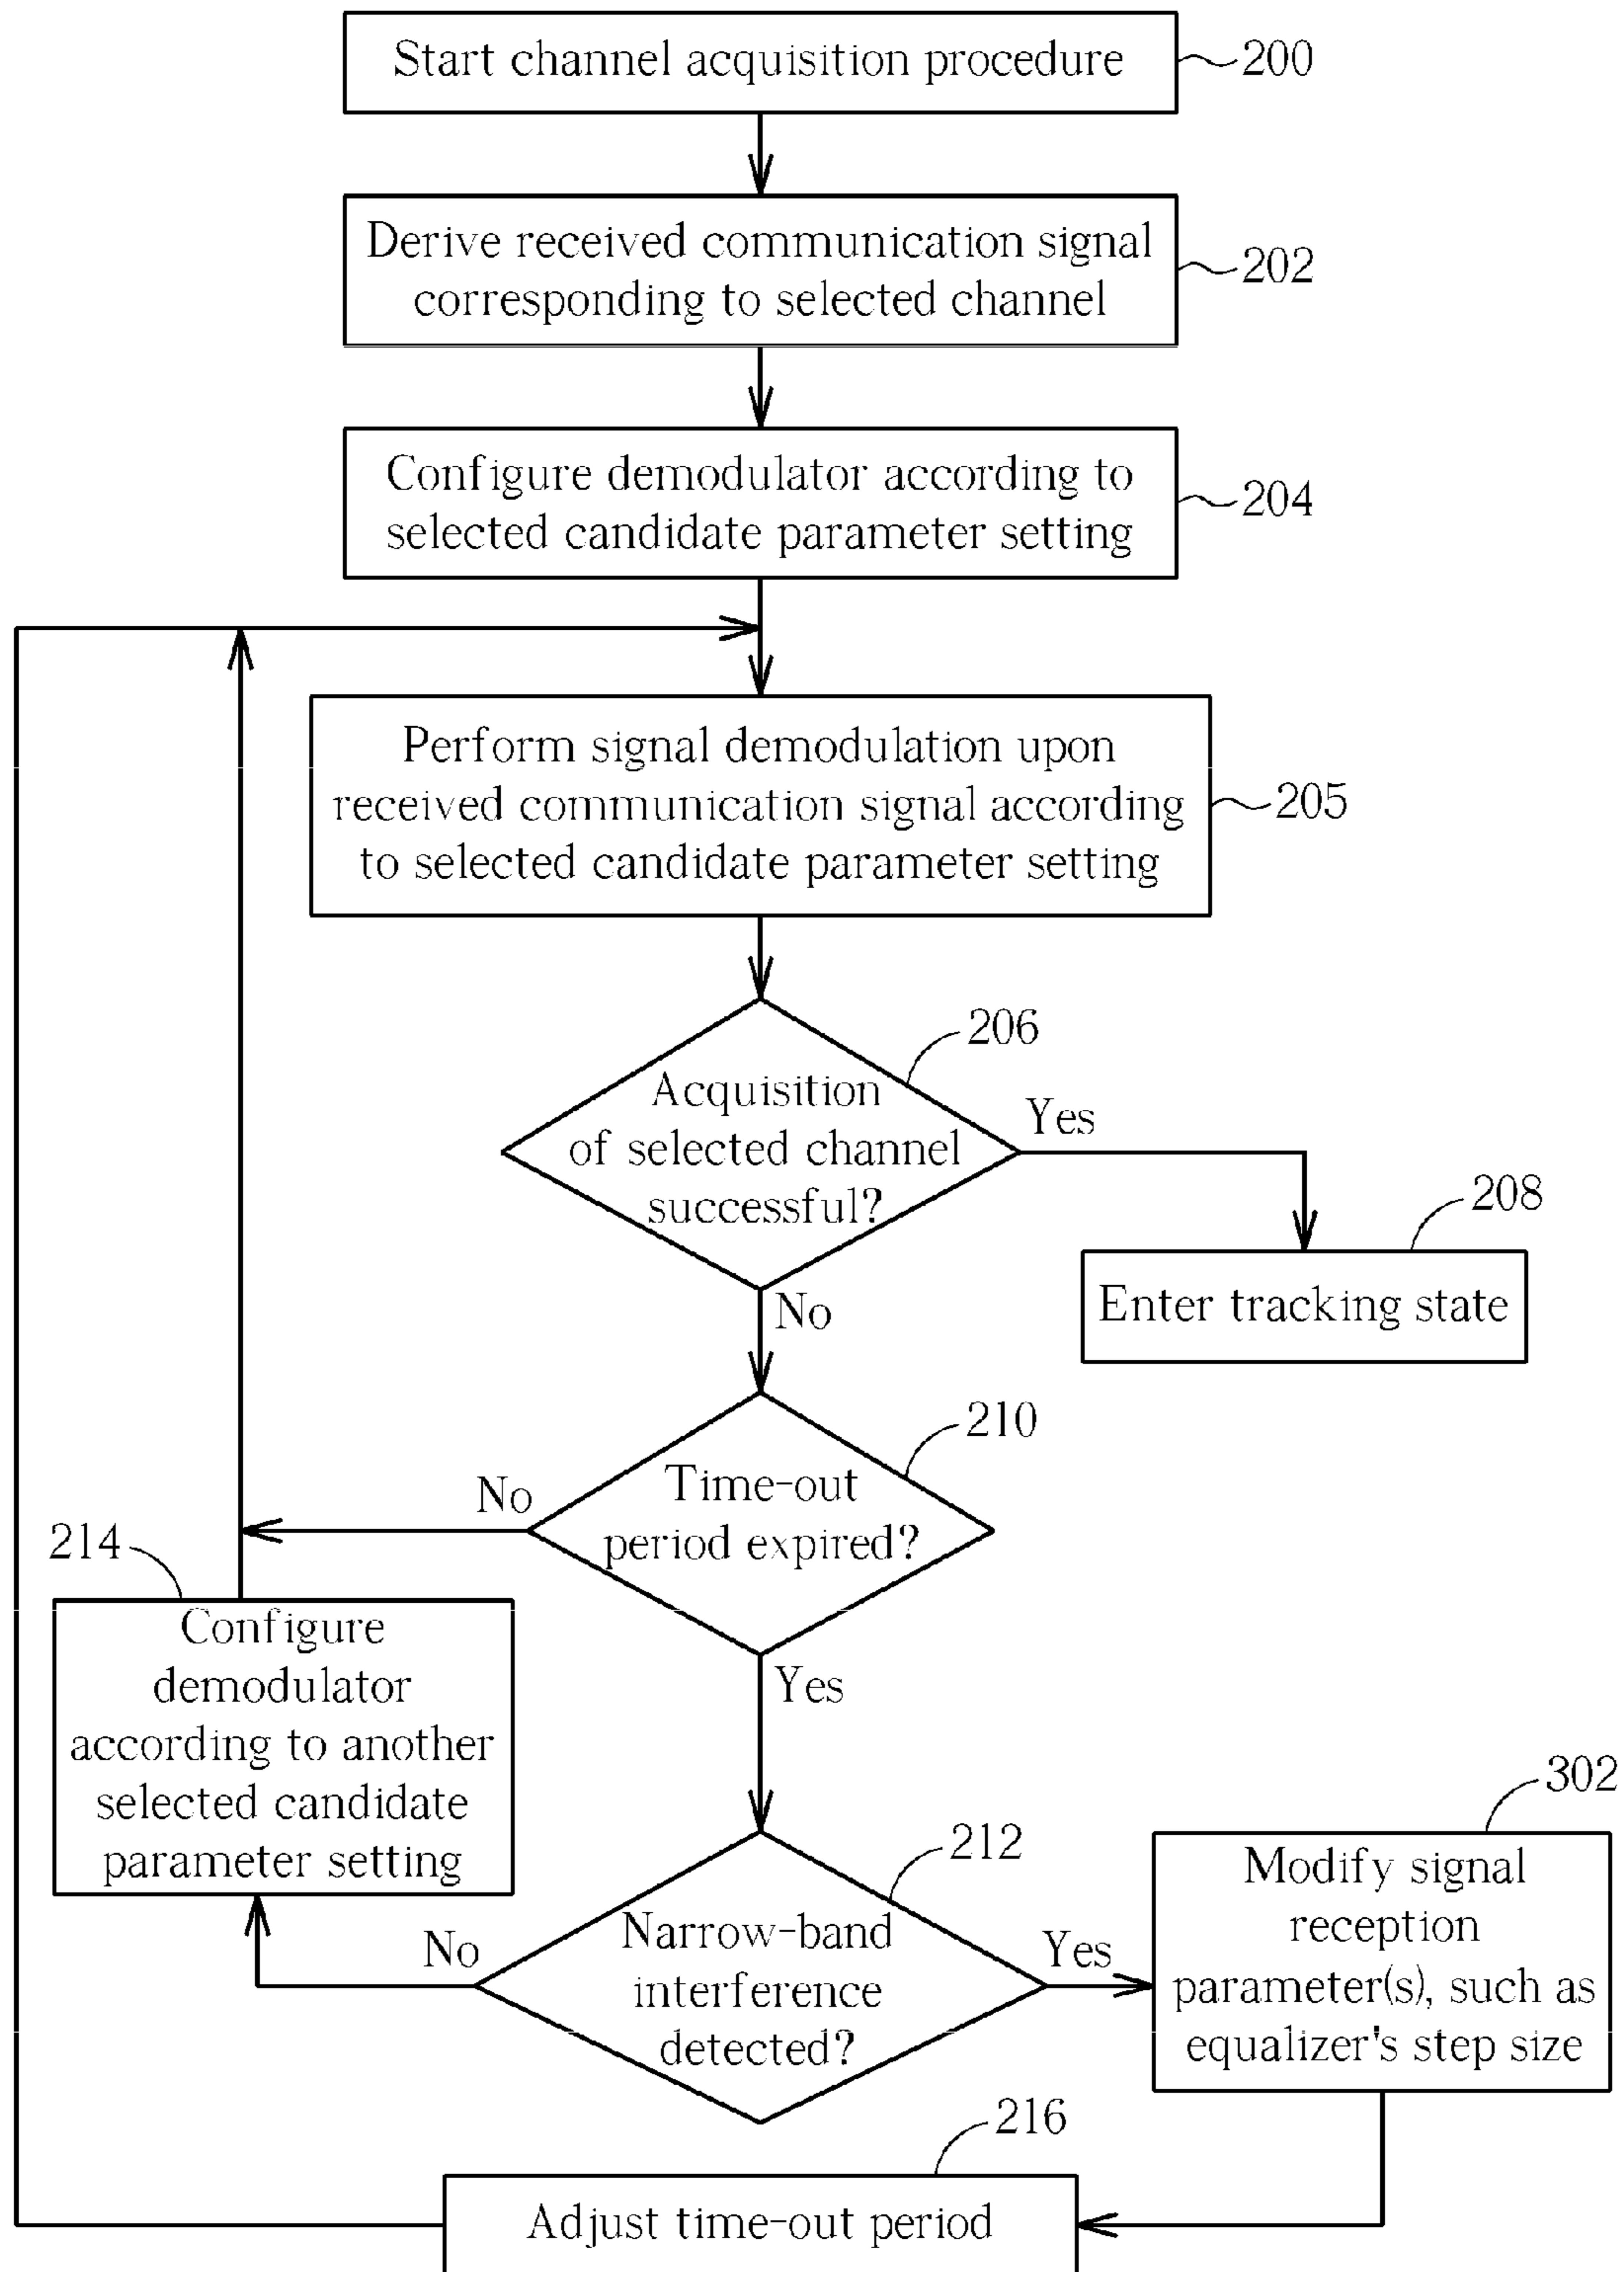 Start channel acquisition procedure
200
Derive received communication signal
corresponding to selected channel
202
Configure demodulator according to
selected candidate parameter setting
204
Perform signal demodulation upon
received communication signal according
to selected candidate parameter setting
205
206
Acquisition
of selected channel
successful?
Yes
208
Enter tracking state
No
210
Time-out
period expired?
No
214
Configure
demodulator
according to another
selected candidate
parameter setting
Yes
212
Narrow-band
interference
detected?
No
Yes
302
Modify signal
reception
parameter(s), such as
equalizer's step size
216
Adjust time-out period